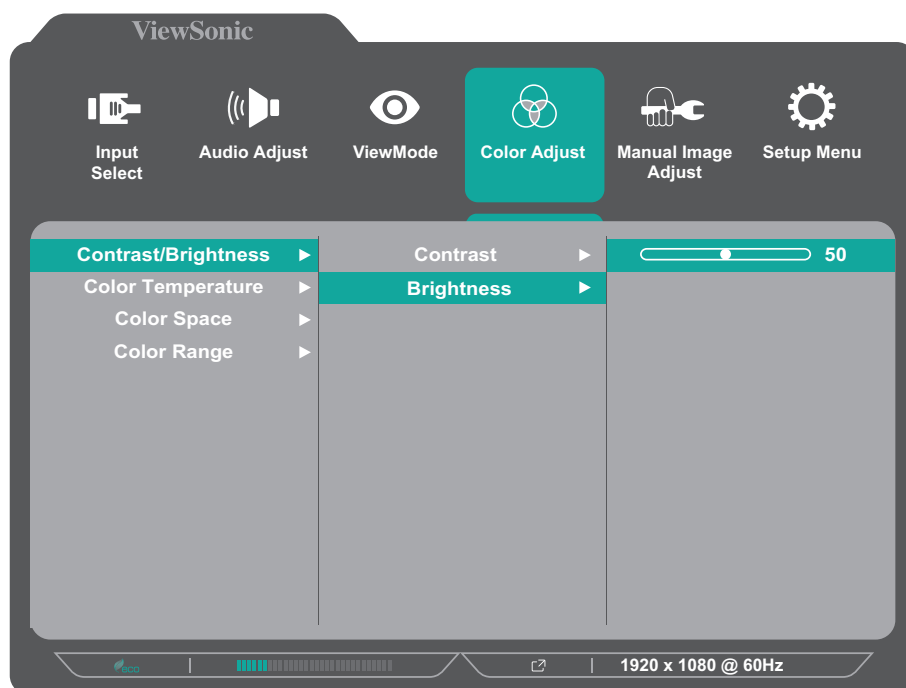 ViewSonic
Input
Select
Audio Adjust
ViewMode
Color Adjust
Manual Image
Adjust
Setup Menu
Contrast/Brightness
Contrast
50
Color Temperature
Brightness
Color Space
Color Range
eco
1920 x 1080 @ 60Hz